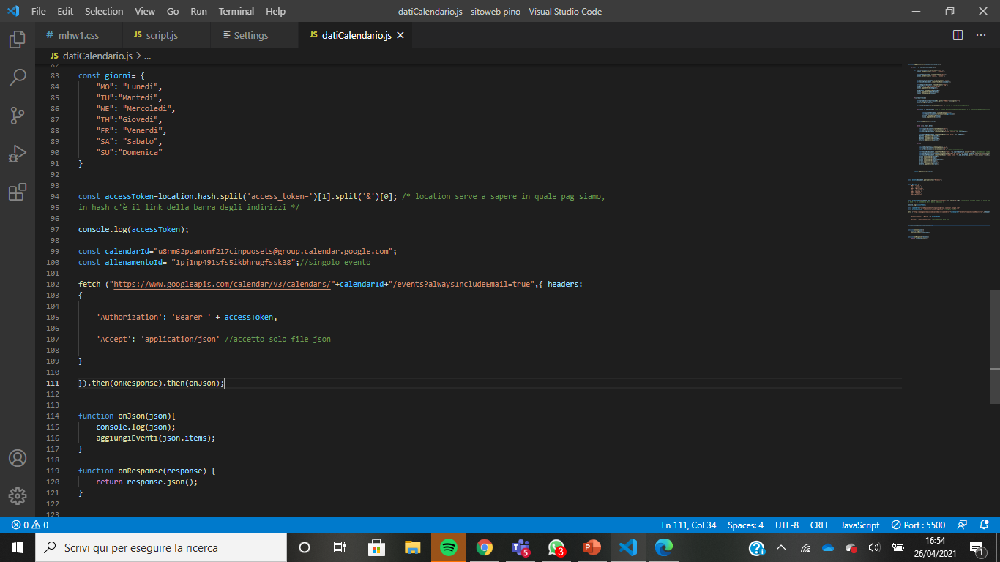 File Edit Selection View Go Run Terminal Help datiCalendario.js - sitoweb pino - Visual Studio Code
# mhw1.css JS script.js Settings JS datiCalendario.js
JS datiCalendario.js > ...
82
83 const giorni= {
84 "MO": "Lunedì",
85 "TU":"Martedì",
86 "WE": "Mercoledì",
87 "TH":"Giovedì",
88 "FR": "Venerdì",
89 "SA": "Sabato",
90 "SU":"Domenica"
91 }
92
93
94 const accessToken=location.hash.split('access_token=')[1].split('&')[0]; /* location serve a sapere in quale pag siamo,
95 in hash c'è il link della barra degli indirizzi */
96
97 console.log(accessToken);
98
99 const calendarId="u8rm62puanomf217cinpuosets@group.calendar.google.com";
100 const allenamentoId= "1pj1np491sfs5ikbhrugfssk38";//singolo evento
101
102 fetch ("https://www.googleapis.com/calendar/v3/calendars/"+calendarId+"/events?alwaysIncludeEmail=true",{ headers:
103 {
104
105 'Authorization': 'Bearer ' + accessToken,
106
107 'Accept': 'application/json' //accetto solo file json
108
109 }
110
111 }).then(onResponse).then(onJson);
112
113
114 function onJson(json){
115 console.log(json);
116 aggiungiEventi(json.items);
117 }
118
119 function onResponse(response) {
120 return response.json();
121 }
122
123
0 0 Ln 111, Col 34 Spaces: 4 UTF-8 CRLF JavaScript Port : 5500
Scrivi qui per eseguire la ricerca 5 3 16:54
26/04/2021 1